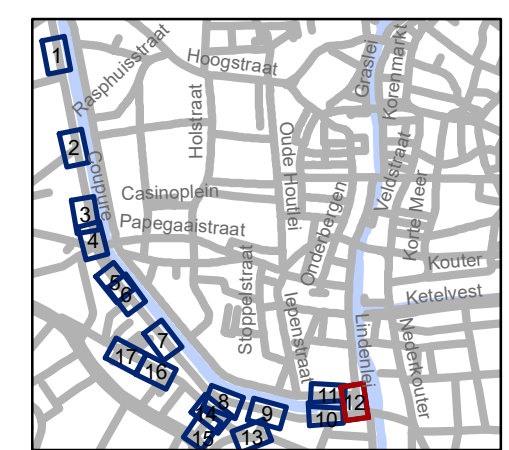 1
Rasphuisstraat
Hoogstraat
Graslei
Korenmarkt
2
Coupure
Holstraat
Oude Houtlei
Veldstraat
Casinoplein
Papegaaistraat
3
4
Onderbergen
Korte Meer
Kouter
Ketelvest
5
6
Stoppelstraat
Iepenstraat
Lindenlei
Nederkouter
7
17
16
8
14
15
9
13
11
10
12